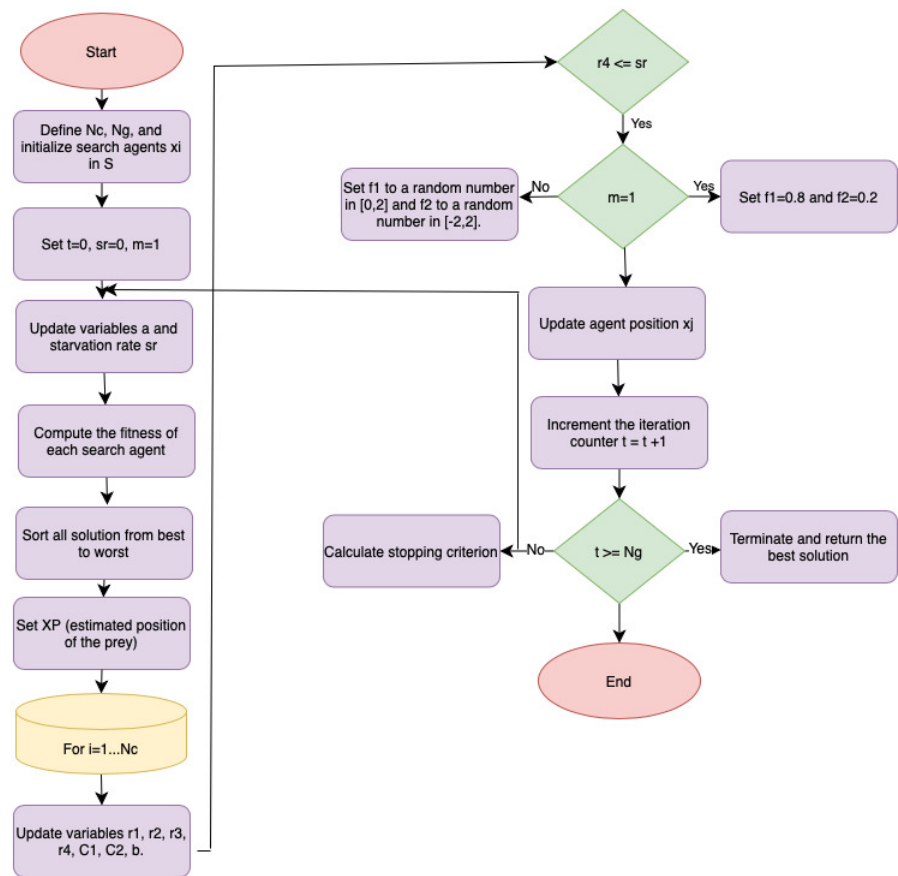 Start
Define Nc, Ng, and
initialize search agents xi
in S
Set t=0, sr=0, m=1
Update variables a and
starvation rate sr
Compute the fitness of
each search agent
Sort all solution from best
to worst
Set XP (estimated position
of the prey)
For i=1...Nc
Update variables r1, r2, r3,
r4, C1, C2, b.
r4 <= sr
Yes
m=1
No
Set f1 to a random number
in [0,2] and f2 to a random
number in [-2,2].
Yes
Set f1=0.8 and f2=0.2
Update agent position xj
Increment the iteration
counter t = t +1
t >= Ng
No
Calculate stopping criterion
Yes
Terminate and return the
best solution
End